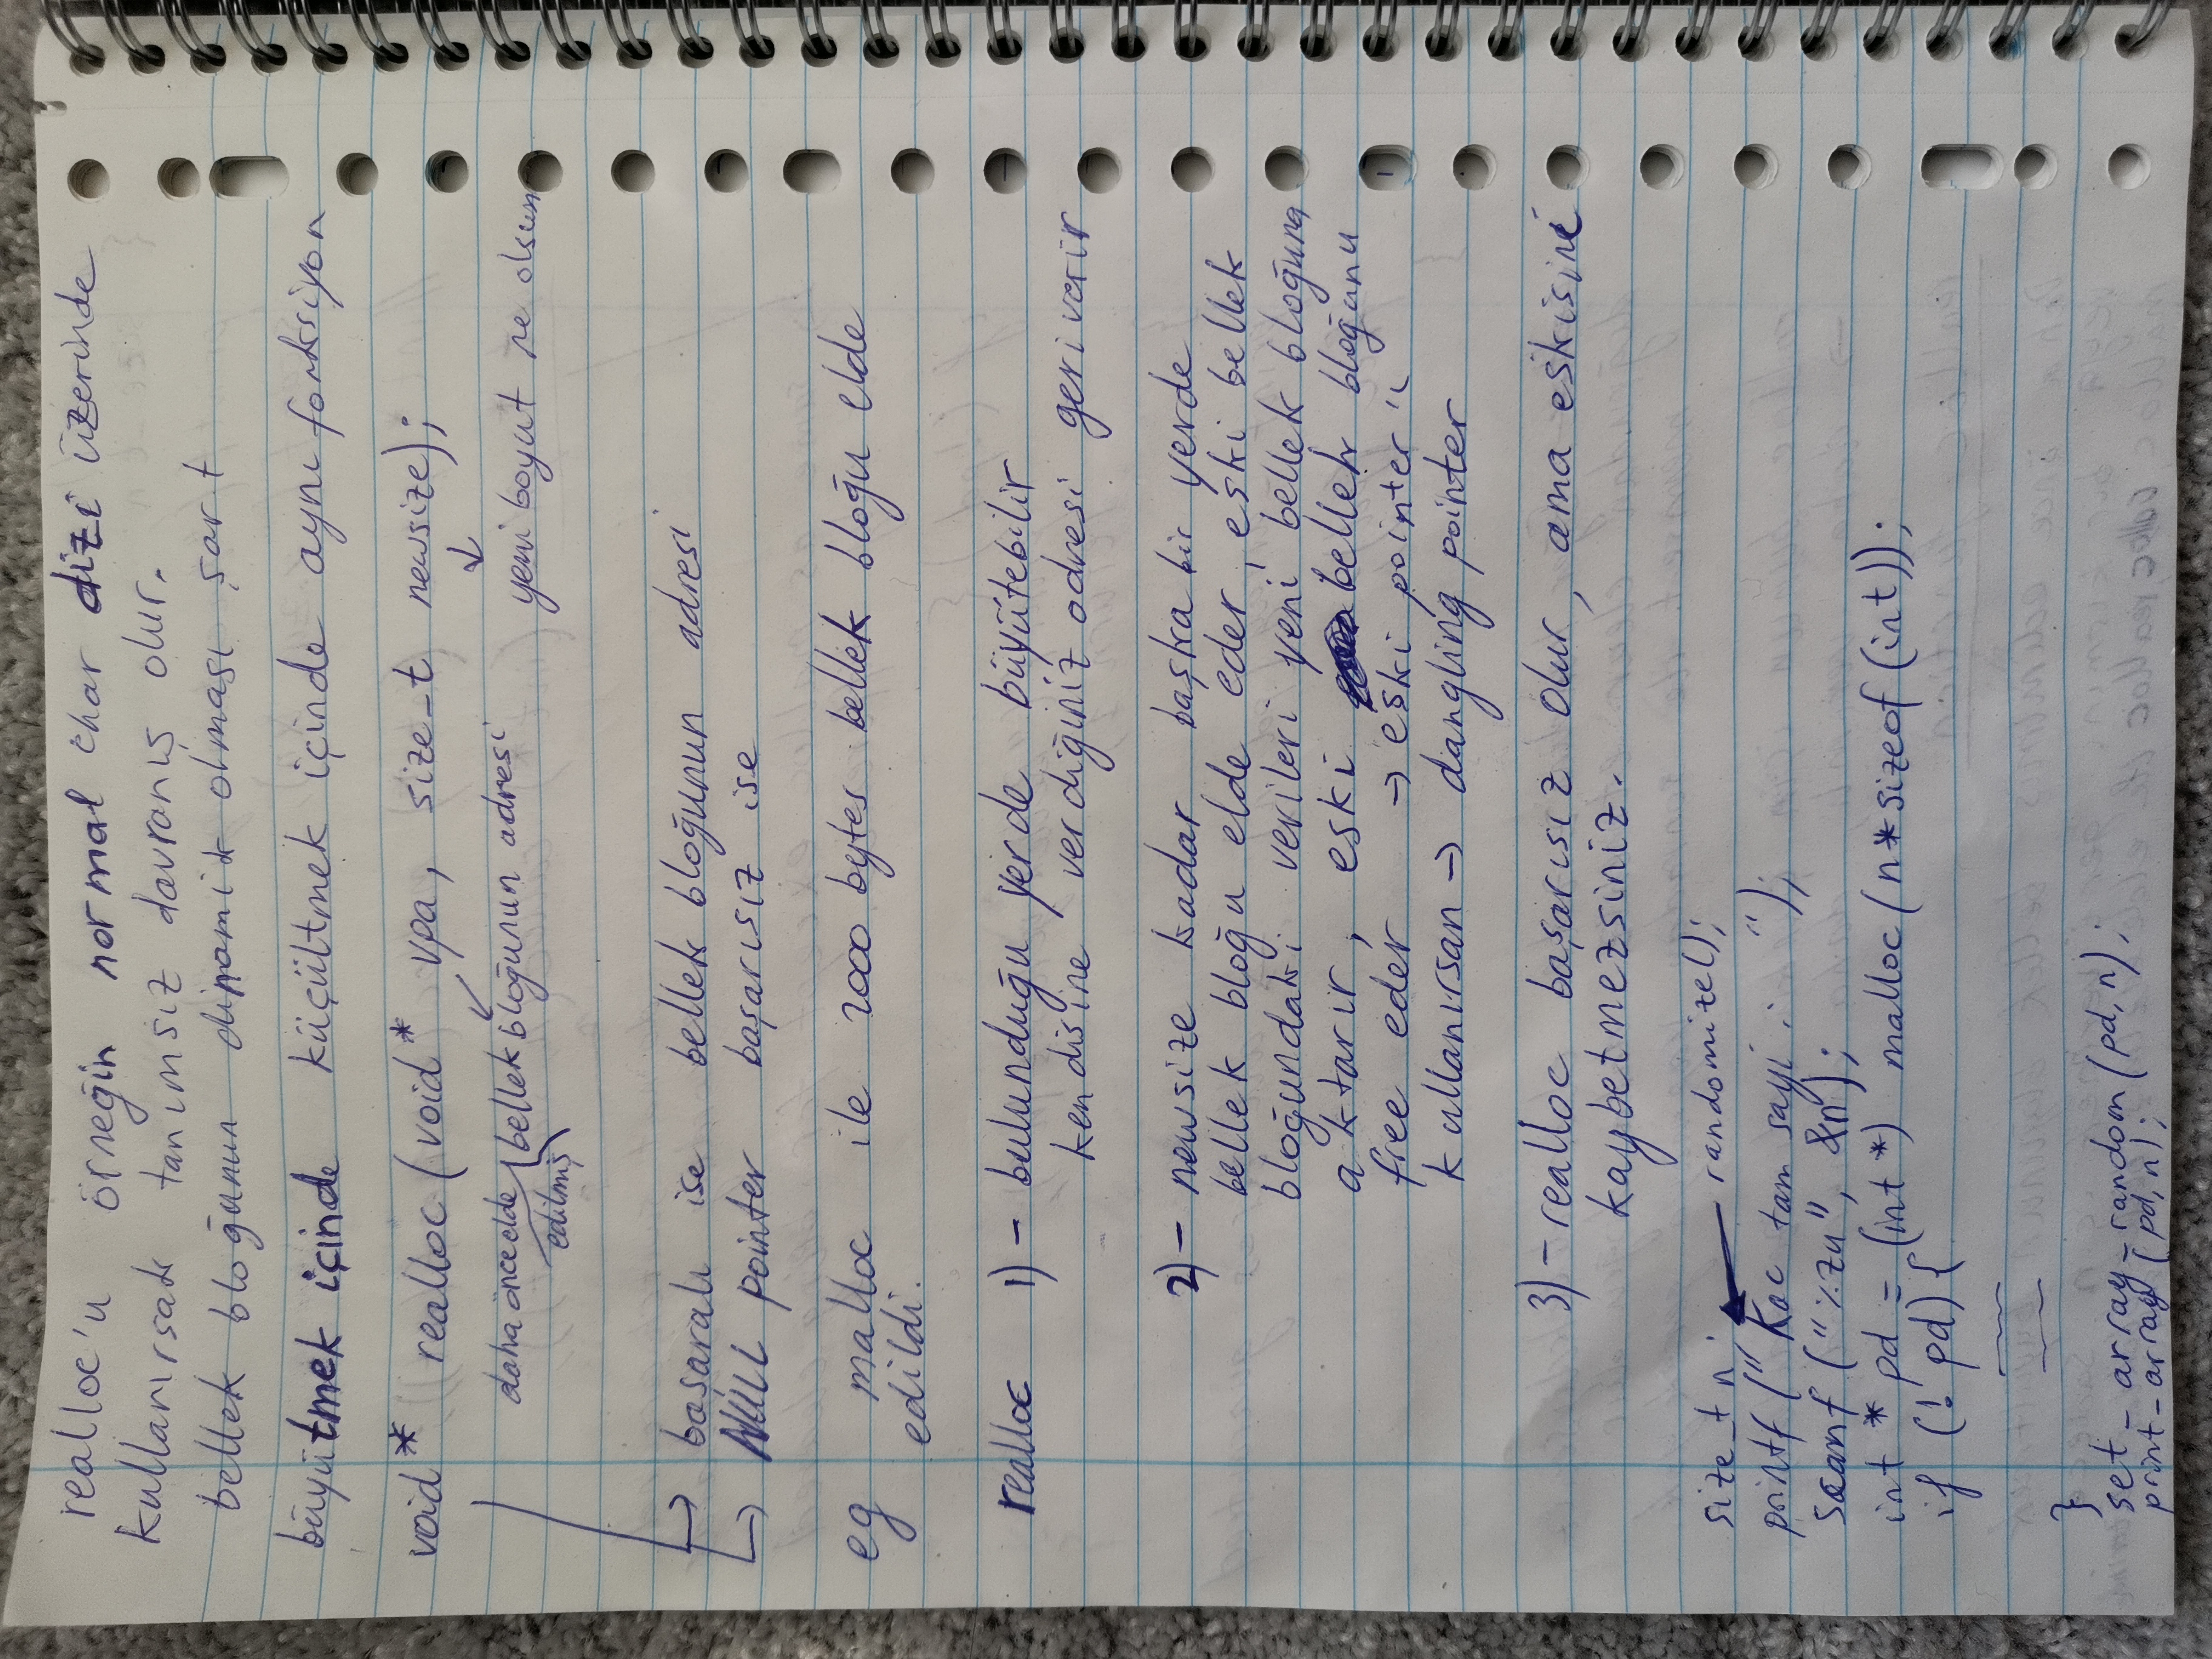 realloc'u örneğin normal char dizi üzerinde
kullanırsak tanımsız davranış olur.
bellek bloğunun dinamik olması şart
büyütmek içinde küçültmek içinde aynı fonksiyon
void* realloc(void* vpa, size_t newsize);
daha önce elde edilmiş bellek bloğunun adresi
yeni boyut ne olsun
başaralı ise bellek bloğunun adresi
NULL pointer başarısız ise
eg malloc ile 2000 bytes bellek bloğu elde
edildi.
realloc 1) - bulunduğu yerde büyütebilir
kendisine verdiğiniz adresi geri verir
2) - newsize kadar başka bir yerde
bellek bloğu elde eder, eski bellek
bloğundaki verileri yeni bellek bloğuna
aktarır, eski bellek bloğunu
free eder → eski pointer'ı
kullanırsan → dangling pointer
3) - realloc başarısız olur, ama eskisini
kaybetmezsiniz.
size_t n; ← randomize();
printf ("Kac tam sayi : ");
scanf ("%zu", &n);
int * pd = (int *) malloc(n*sizeof(int));
if (! pd) {
}
set_array_random(pd, n);
print_array (pd, n);